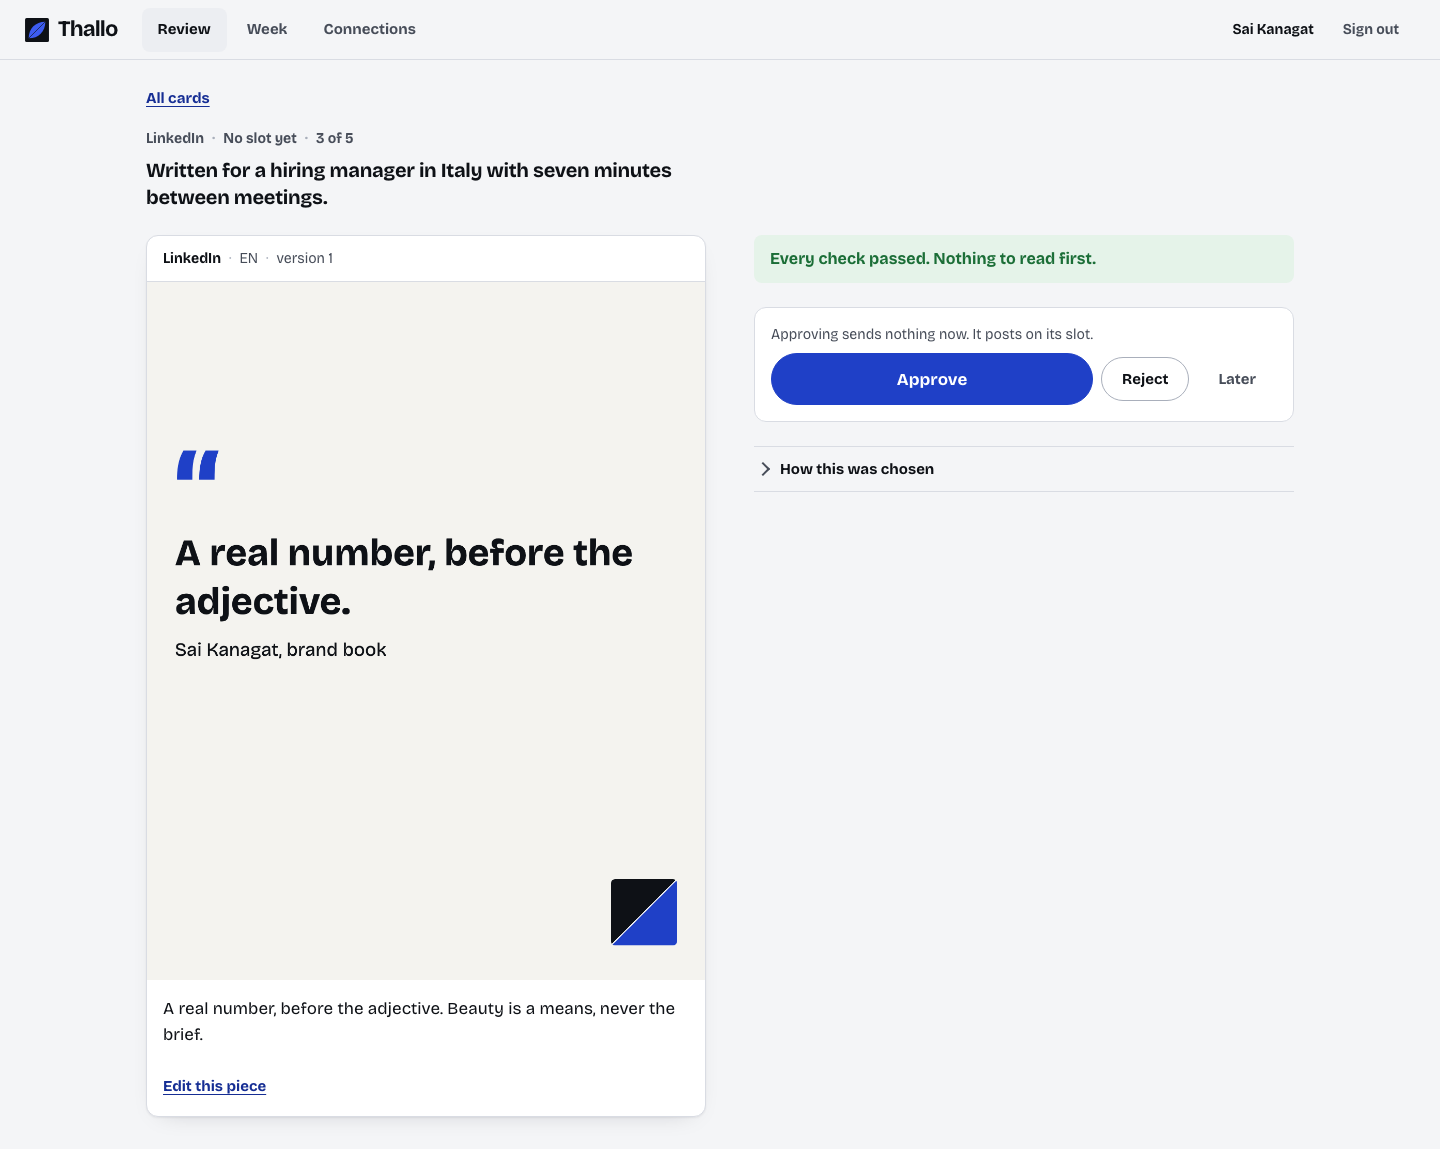 Thallo
Review
Week
Connections
Sai Kanagat
Sign out
All cards
LinkedIn · No slot yet · 3 of 5
Written for a hiring manager in Italy with seven minutes
between meetings.
LinkedIn · EN · version 1
“
A real number, before the
adjective.
Sai Kanagat, brand book
A real number, before the adjective. Beauty is a means, never the
brief.
Edit this piece
Every check passed. Nothing to read first.
Approving sends nothing now. It posts on its slot.
Approve
Reject
Later
How this was chosen